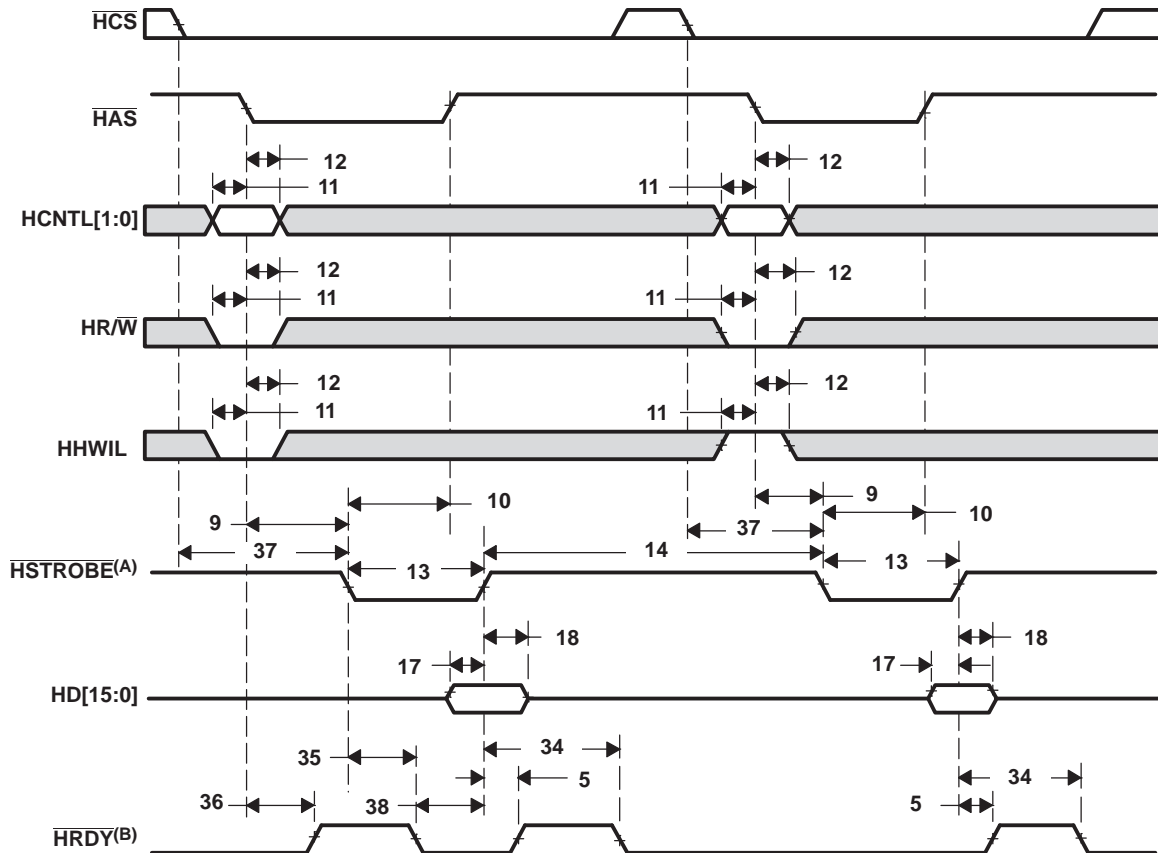 HCS
HAS
12 12
11 11
HCNTL[1:0]
12 12
11 11
HR/W
12 12
11 11
HHWIL
10 9
9 10
37 37
14
HSTROBE(A) 13 13
18 18
17 17
HD[15:0]
34
35 34
5
36 38 5
HRDY(B)